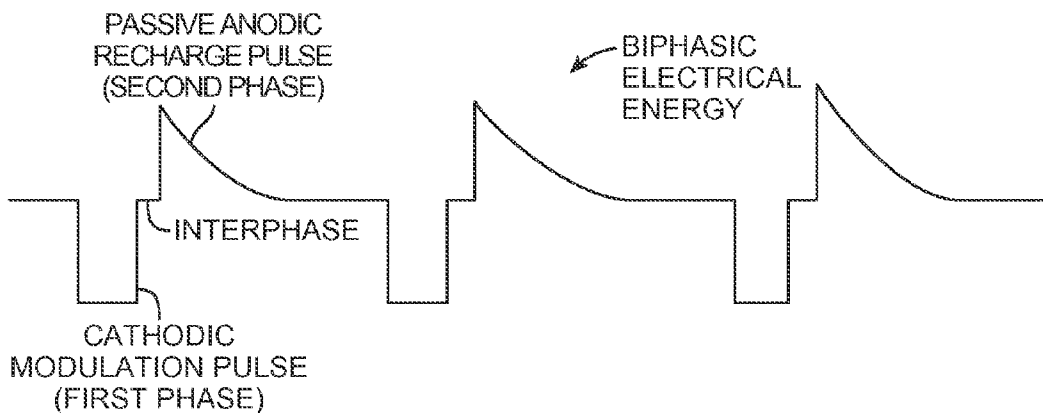 PASSIVE ANODIC
RECHARGE PULSE
(SECOND PHASE)
BIPHASIC
ELECTRICAL
ENERGY
INTERPHASE
CATHODIC
MODULATION PULSE
(FIRST PHASE)